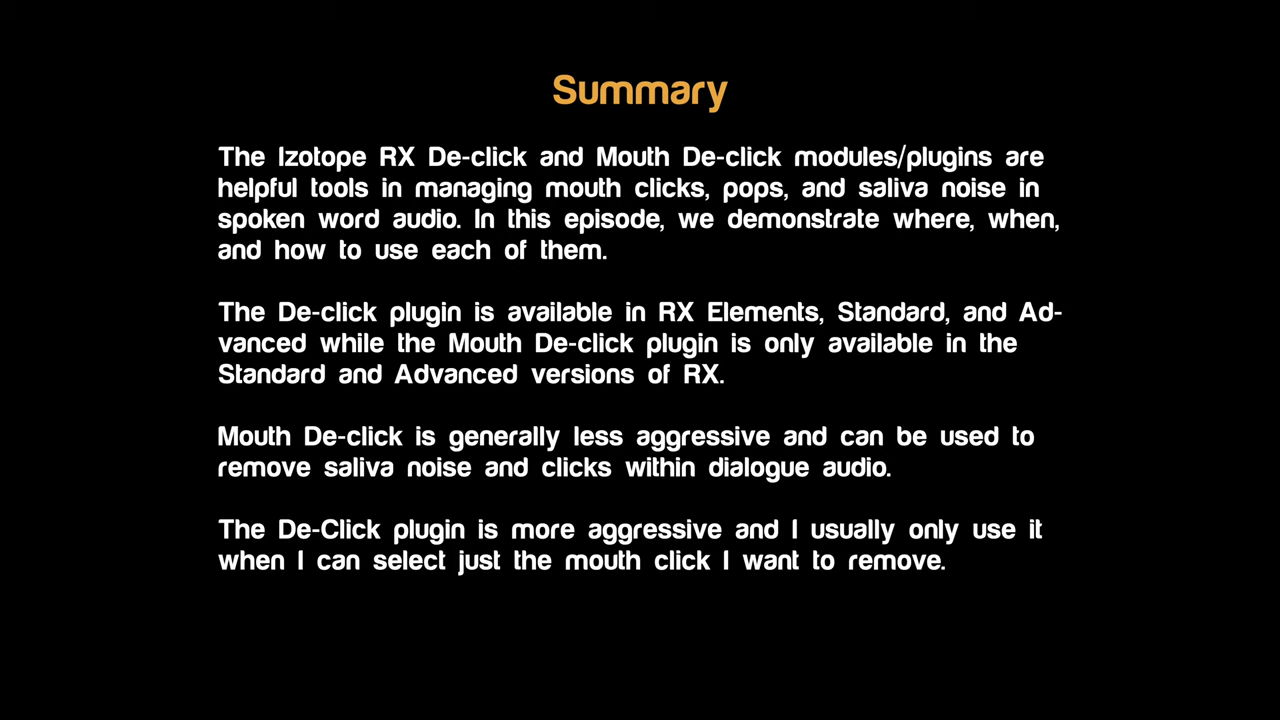 Summary
The Izotope RX De-click and Mouth De-click modules/plugins are
helpful tools in managing mouth clicks, pops, and saliva noise in
spoken word audio. In this episode, we demonstrate where, when,
and how to use each of them.
The De-click plugin is available in RX Elements, Standard, and Ad-
vanced while the Mouth De-click plugin is only available in the
Standard and Advanced versions of RX.
Mouth De-click is generally less aggressive and can be used to
remove saliva noise and clicks within dialogue audio.
The De-Click plugin is more aggressive and I usually only use it
when I can select just the mouth click I want to remove.